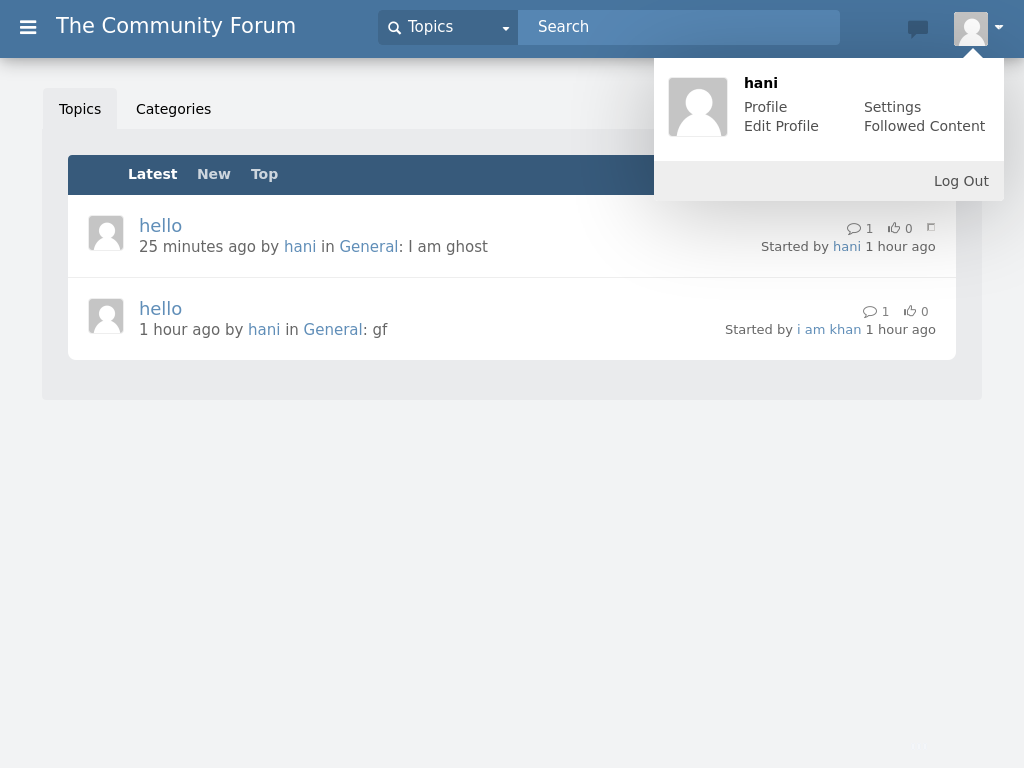 The Community Forum
Topics
Search
hani
Profile
Settings
Edit Profile
Followed Content
Log Out
Topics
Categories
Latest
New
Top
hello
1
0
25 minutes ago by hani in General: I am ghost
Started by hani 1 hour ago
hello
1
0
1 hour ago by hani in General: gf
Started by i am khan 1 hour ago